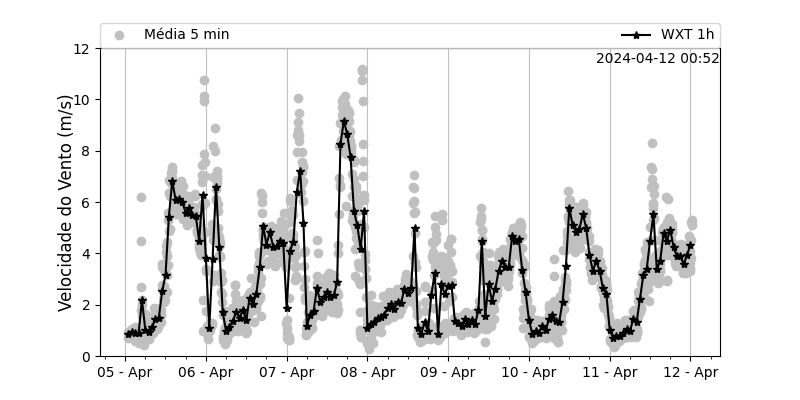 Média 5 min
WXT 1h
2024-04-12 00:52
Velocidade do Vento (m/s)
12
10
8
6
4
2
0
05 - Apr
06 - Apr
07 - Apr
08 - Apr
09 - Apr
10 - Apr
11 - Apr
12 - Apr